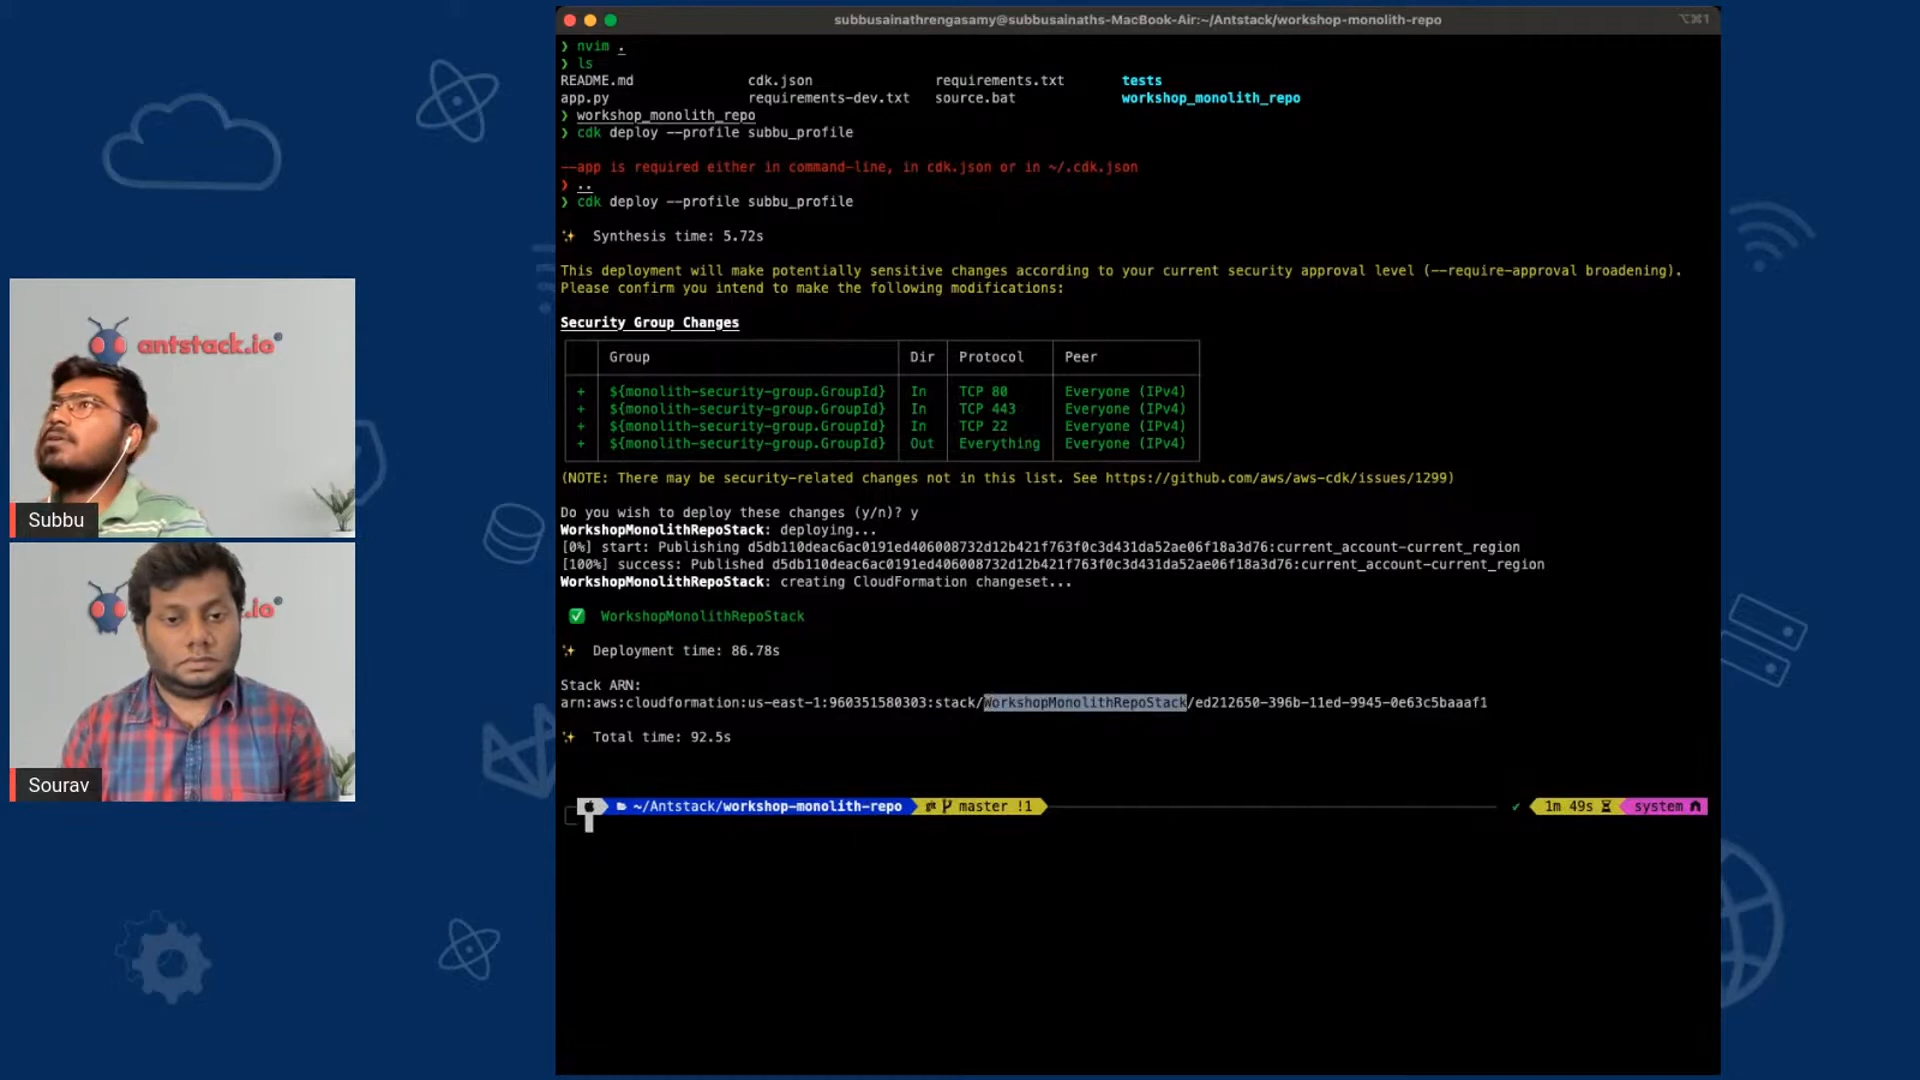 subbusainathrengasamy@subbusainaths-MacBook-Air:~/Antstack/workshop-monolith-repo
⌥⌘1
❯ nvim .
❯ ls
README.md cdk.json requirements.txt tests
app.py requirements-dev.txt source.bat workshop_monolith_repo
❯ workshop_monolith_repo
❯ cdk deploy --profile subbu_profile
--app is required either in command-line, in cdk.json or in ~/.cdk.json
❯ ..
❯ cdk deploy --profile subbu_profile
✨ Synthesis time: 5.72s
This deployment will make potentially sensitive changes according to your current security approval level (--require-approval broadening).
Please confirm you intend to make the following modifications:
Security Group Changes
Group Dir Protocol Peer
+ ${monolith-security-group.GroupId} In TCP 80 Everyone (IPv4)
+ ${monolith-security-group.GroupId} In TCP 443 Everyone (IPv4)
+ ${monolith-security-group.GroupId} In TCP 22 Everyone (IPv4)
+ ${monolith-security-group.GroupId} Out Everything Everyone (IPv4)
(NOTE: There may be security-related changes not in this list. See https://github.com/aws/aws-cdk/issues/1299)
Do you wish to deploy these changes (y/n)? y
WorkshopMonolithRepoStack: deploying...
[0%] start: Publishing d5db110deac6ac0191ed406008732d12b421f763f0c3d431da52ae06f18a3d76:current_account-current_region
[100%] success: Published d5db110deac6ac0191ed406008732d12b421f763f0c3d431da52ae06f18a3d76:current_account-current_region
WorkshopMonolithRepoStack: creating CloudFormation changeset...
✅ WorkshopMonolithRepoStack
✨ Deployment time: 86.78s
Stack ARN:
arn:aws:cloudformation:us-east-1:960351580303:stack/WorkshopMonolithRepoStack/ed212650-396b-11ed-9945-0e63c5baaaf1
✨ Total time: 92.5s
~/Antstack/workshop-monolith-repo master !1 ✓ 1m 49s system
antstack.io
Subbu
.io
Sourav